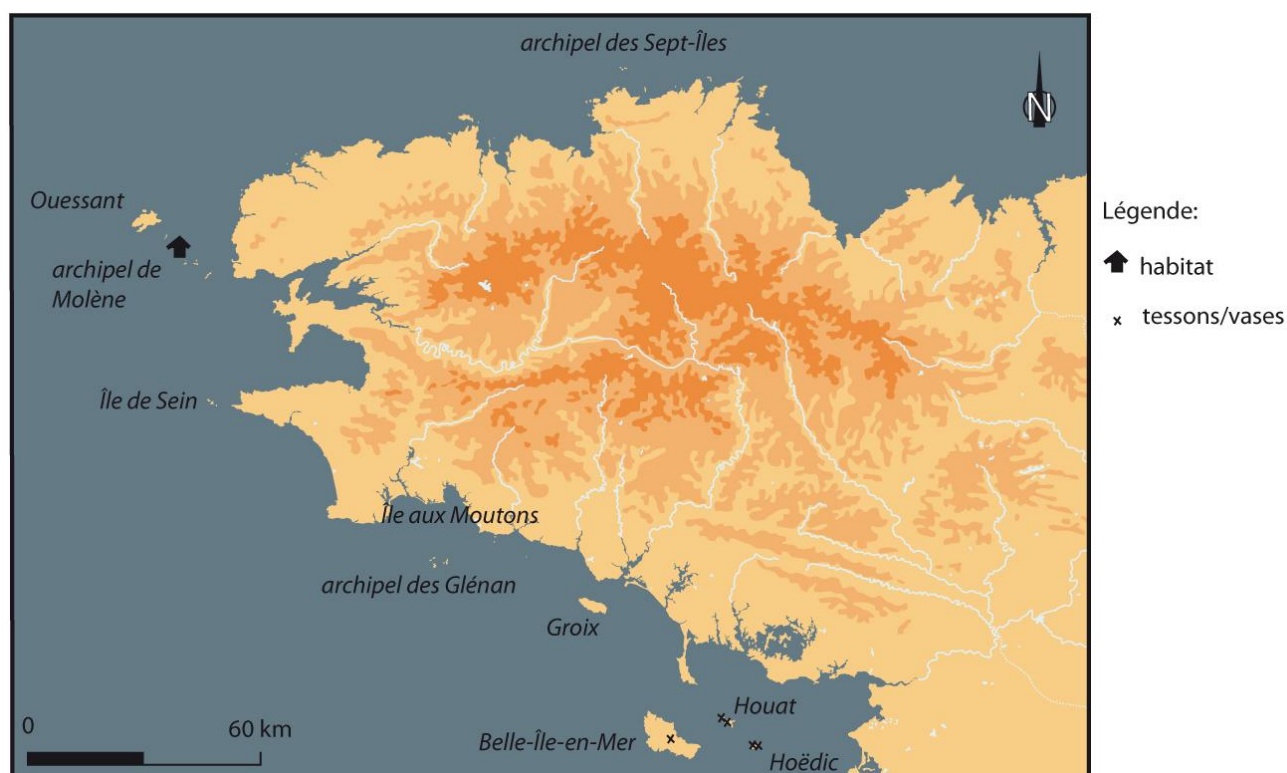 archipel des Sept-Îles
N
Ouessant
archipel de
Molène
Île de Sein
Île aux Moutons
archipel des Glénan
Groix
Houat
Belle-Île-en-Mer
Hoëdic
0 60 km
Légende:
habitat
tessons/vases